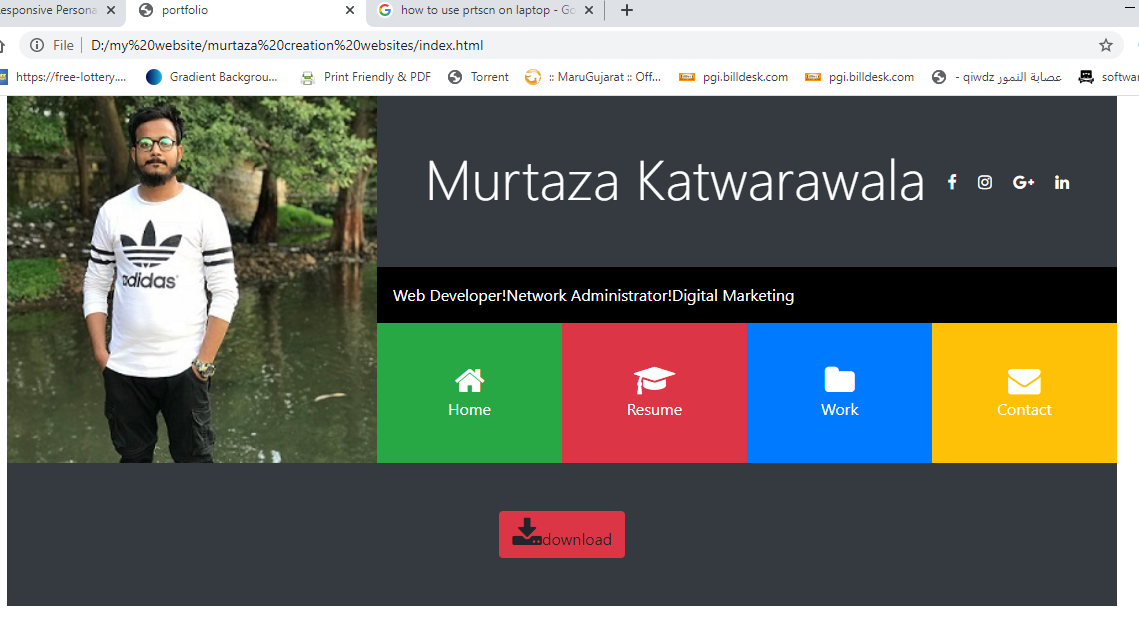 esponsive Persona
portfolio
how to use prtscn on laptop - Go
File
D:/my%20website/murtaza%20creation%20websites/index.html
https://free-lottery....
Gradient Backgrou...
Print Friendly & PDF
Torrent
:: MaruGujarat :: Off...
pgi.billdesk.com
pgi.billdesk.com
عصابة النمور qiwdz -
softwar
adidas
Murtaza Katwarawala
f G+ in
Web Developer!Network Administrator!Digital Marketing
Home
Resume
Work
Contact
download